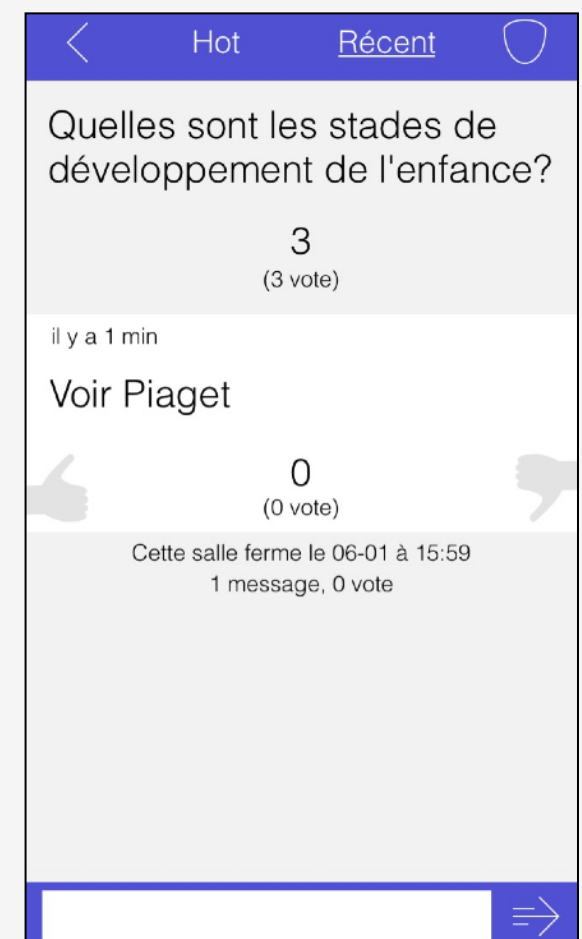 Hot Récent
Quelles sont les stades de
développement de l'enfance?
3
(3 vote)
il y a 1 min
Voir Piaget
0
(0 vote)
Cette salle ferme le 06-01 à 15:59
1 message, 0 vote